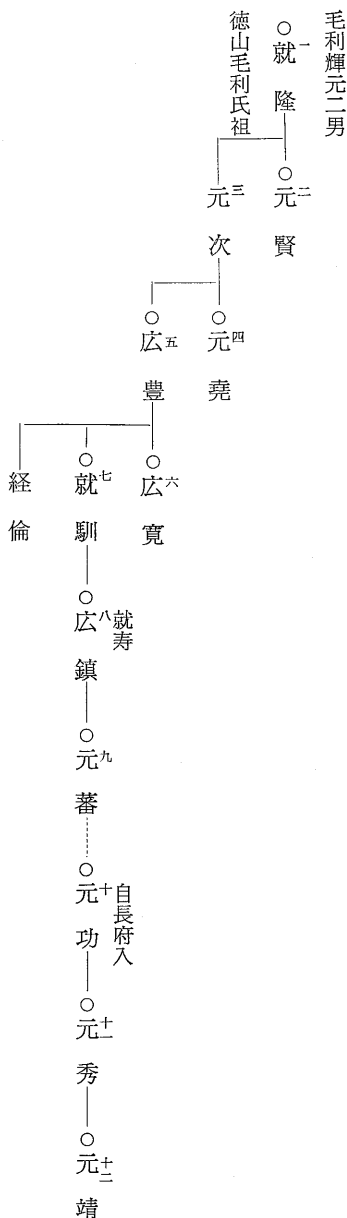 毛利輝元二男
○就隆 一
徳山毛利氏祖
○元賢 二
元次 三
○元堯 四
○広豊 五
○広寛 六
○就馴 七
経倫
○広鎮 八
就寿
○元蕃 九
○元功 十
自長府入
○元秀 十一
○元靖 十二